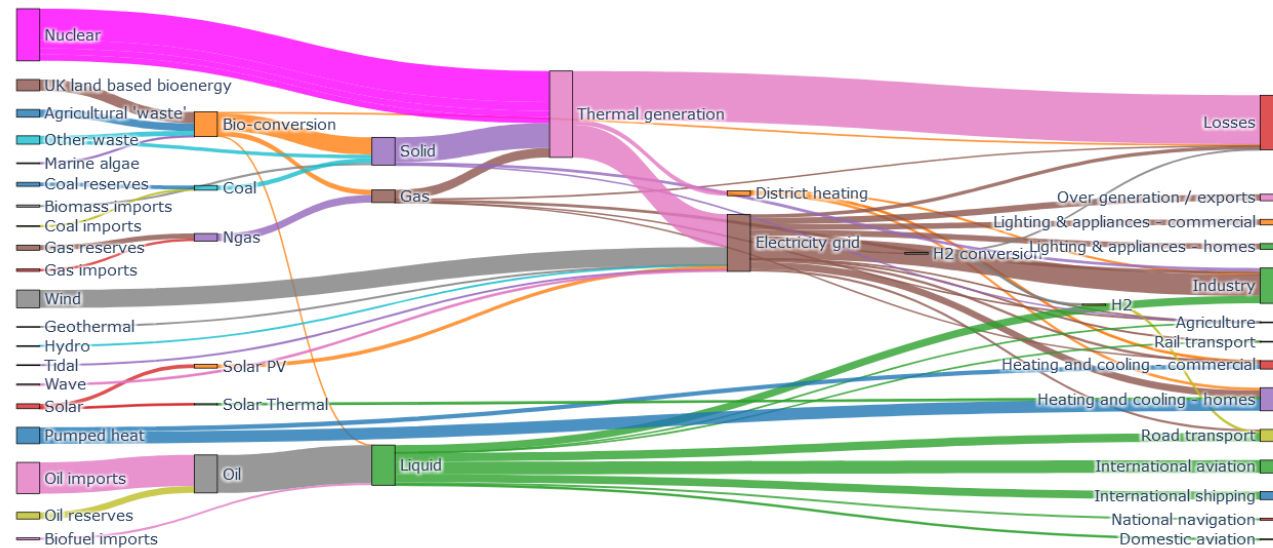 Nuclear
UK land based bioenergy
Agricultural 'waste'
Other waste
Marine algae
Coal reserves
Biomass imports
Coal imports
Gas reserves
Gas imports
Wind
Geothermal
Hydro
Tidal
Wave
Solar
Pumped heat
Oil imports
Oil reserves
Biofuel imports
Bio-conversion
Coal
Ngas
Solar PV
Solar Thermal
Oil
Solid
Gas
Liquid
Thermal generation
District heating
Electricity grid
H2 conversion
H2
Losses
Over generation / exports
Lighting & appliances - commercial
Lighting & appliances - homes
Industry
Agriculture
Rail transport
Heating and cooling - commercial
Heating and cooling - homes
Road transport
International aviation
International shipping
National navigation
Domestic aviation